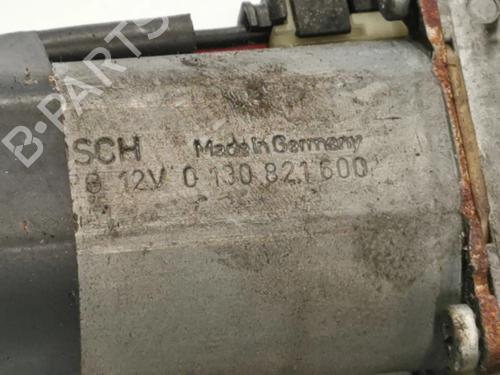 SCH Made in Germany
12V 0 130 821 600
B-PARTS